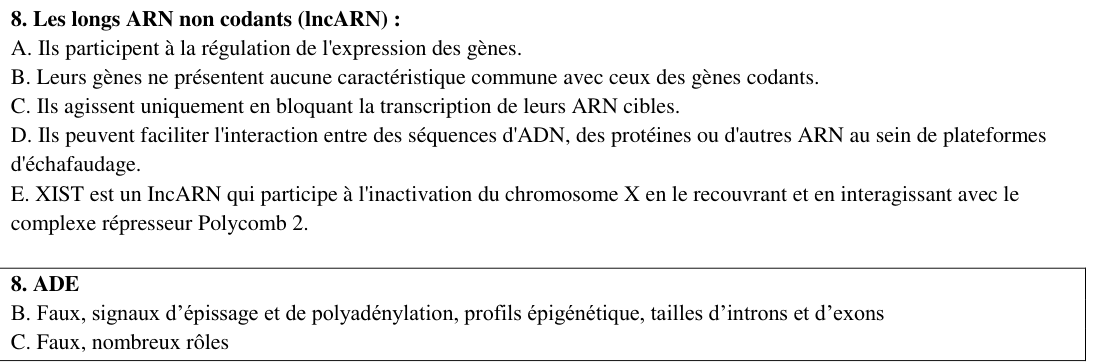 8. Les longs ARN non codants (lncARN) :
A. Ils participent à la régulation de l'expression des gènes.
B. Leurs gènes ne présentent aucune caractéristique commune avec ceux des gènes codants.
C. Ils agissent uniquement en bloquant la transcription de leurs ARN cibles.
D. Ils peuvent faciliter l'interaction entre des séquences d'ADN, des protéines ou d'autres ARN au sein de plateformes
d'échafaudage.
E. XIST est un IncARN qui participe à l'inactivation du chromosome X en le recouvrant et en interagissant avec le
complexe répresseur Polycomb 2.
8. ADE
B. Faux, signaux d’épissage et de polyadénylation, profils épigénétique, tailles d’introns et d’exons
C. Faux, nombreux rôles